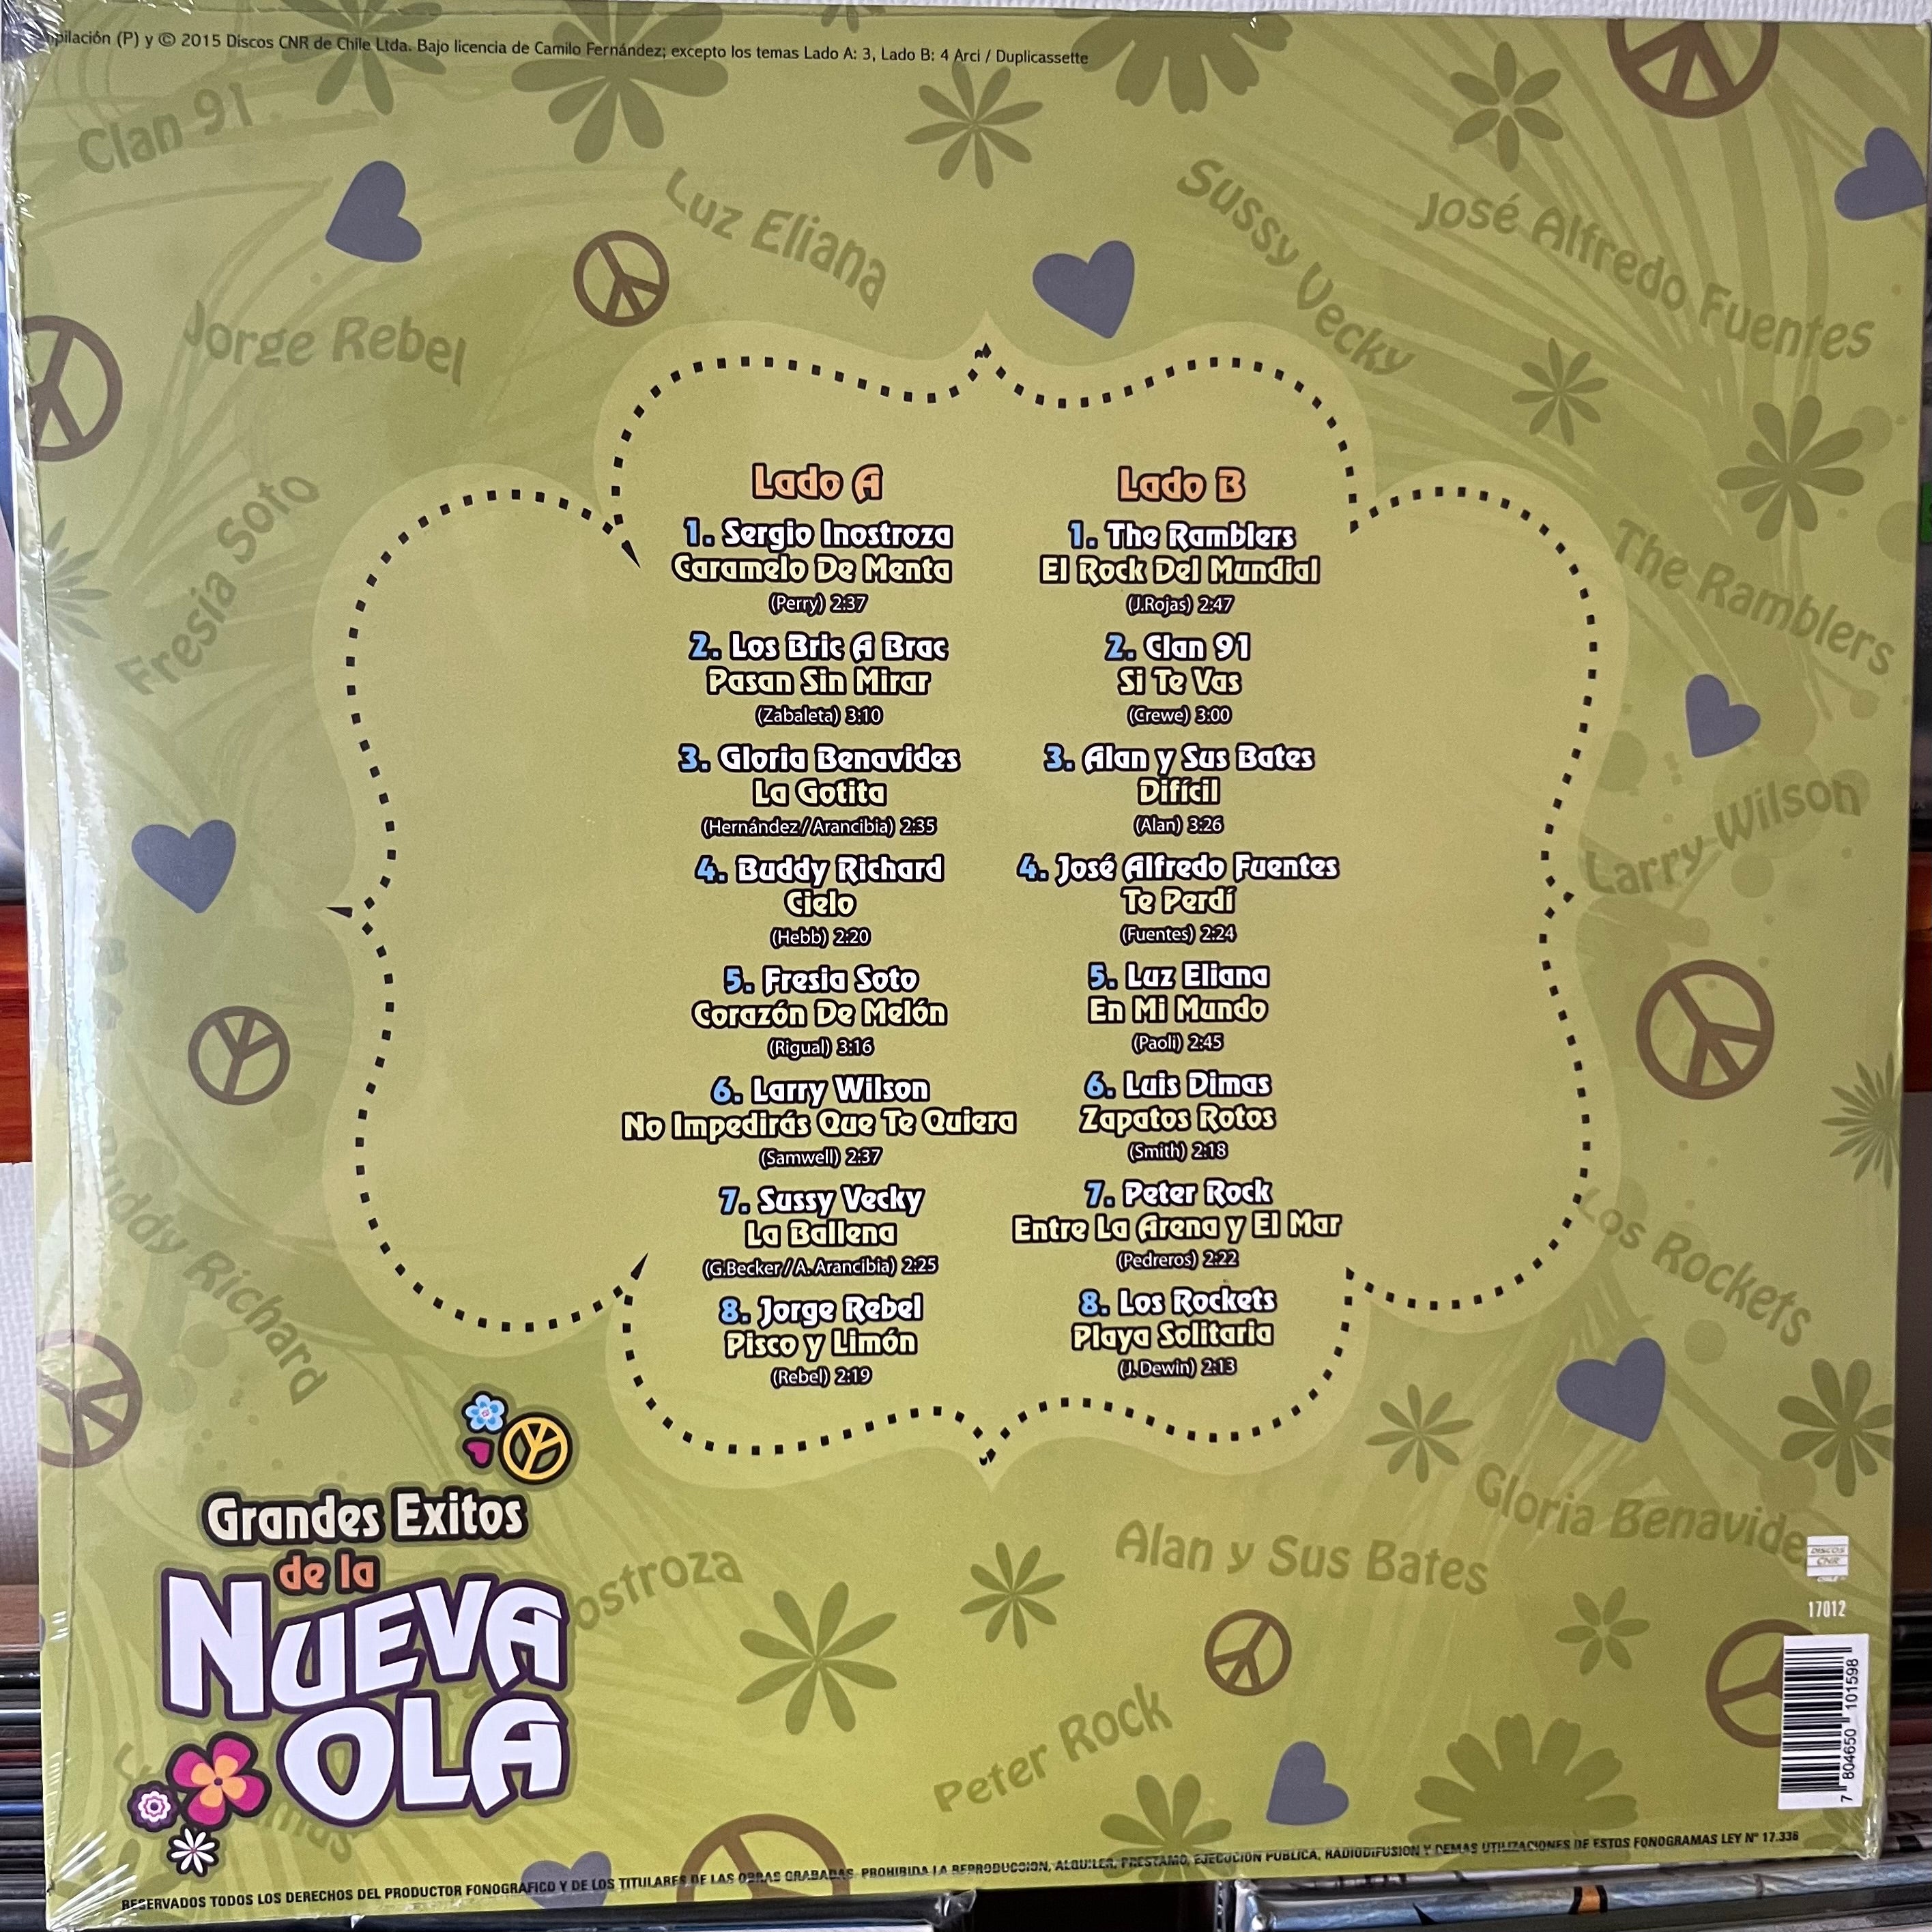 (P) y © 2015 Discos CNR de Chile Ltda. Bajo licencia de Camilo Fernández; excepto los temas Lado A: 3, Lado B: 4 Arci / Duplicassette
Clan 91
Luz Eliana
Sussy Vecky
José Alfredo Fuentes
Jorge Rebel
Fresia Soto
The Ramblers
Larry Wilson
Lado A
1. Sergio Inostroza
Caramelo De Menta
(Perry) 2:37
2. Los Bric A Brac
Pasan Sin Mirar
(Zabaleta) 3:10
3. Gloria Benavides
La Gotita
(Hernández / Arancibia) 2:35
4. Buddy Richard
Cielo
(Hebb) 2:20
5. Fresia Soto
Corazón De Melón
(Rigual) 3:16
6. Larry Wilson
No Impedirás Que Te Quiera
(Samwell) 2:37
7. Sussy Vecky
La Ballena
(G.Becker / A. Arancibia) 2:25
8. Jorge Rebel
Pisco y Limón
(Rebel) 2:19
Lado B
1. The Ramblers
El Rock Del Mundial
(J.Rojas) 2:47
2. Clan 91
Si Te Vas
(Crewe) 3:00
3. Alan y Sus Bates
Difícil
(Alan) 3:26
4. José Alfredo Fuentes
Te Perdí
(Fuentes) 2:24
5. Luz Eliana
En Mi Mundo
(Paoli) 2:45
6. Luis Dimas
Zapatos Rotos
(Smith) 2:18
7. Peter Rock
Entre La Arena y El Mar
(Pedreros) 2:22
8. Los Rockets
Playa Solitaria
(J. Dewin) 2:13
Richard
Los Rockets
Gloria Benavide
Alan y Sus Bates
Peter Rock
Grandes Exitos
de la
NUEVA
OLA
DISCOS
CNR
17012
7 804650 101598
RESERVADOS TODOS LOS DERECHOS DEL PRODUCTOR FONOGRAFICO Y DE LOS TITULARES DE LAS OBRAS GRABADAS. PROHIBIDA LA REPRODUCCION, ALQUILER, PRESTAMO, EJECUCION PUBLICA, RADIODIFUSION Y DEMAS UTILIZACIONES DE ESTOS FONOGRAMAS LEY Nº 17.336